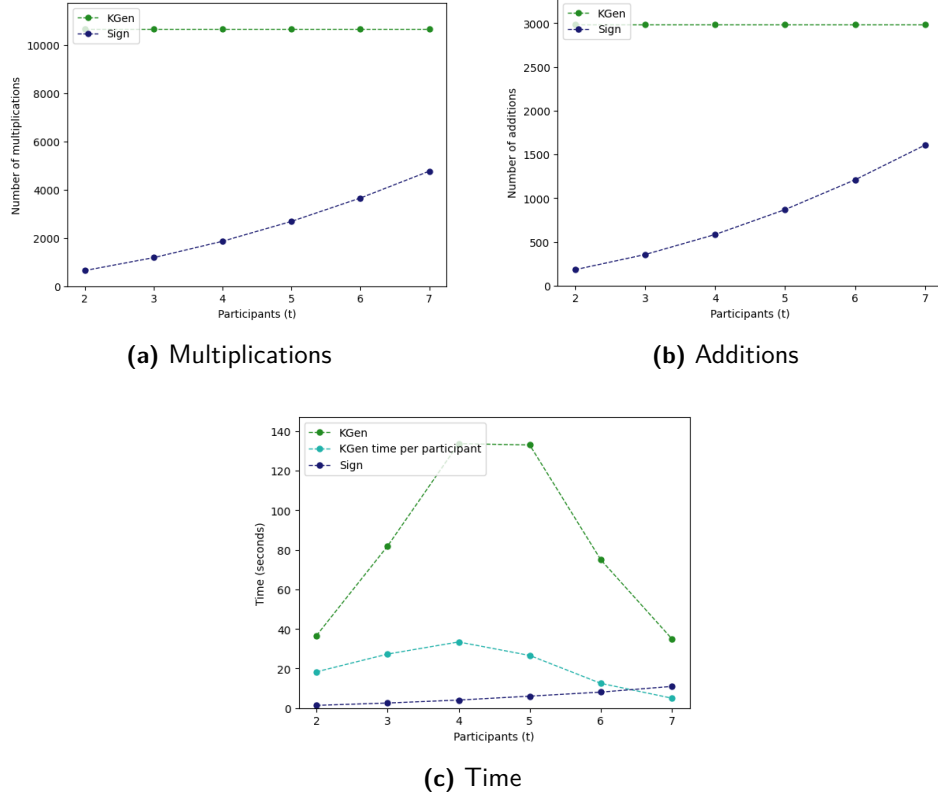 KGen
Sign
10000
8000
6000
4000
2000
0
Number of multiplications
2 3 4 5 6 7
Participants (t)
(a) Multiplications
KGen
Sign
3000
2500
2000
1500
1000
500
0
Number of additions
2 3 4 5 6 7
Participants (t)
(b) Additions
KGen
KGen time per participant
Sign
140
120
100
80
60
40
20
0
Time (seconds)
2 3 4 5 6 7
Participants (t)
(c) Time